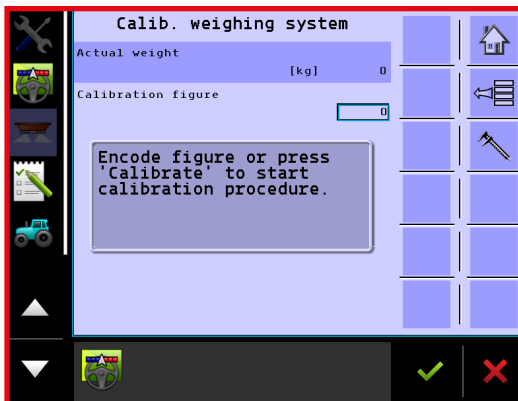 Calib. weighing system
Actual weight
[kg] 0
Calibration figure
0
Encode figure or press
'Calibrate' to start
calibration procedure.